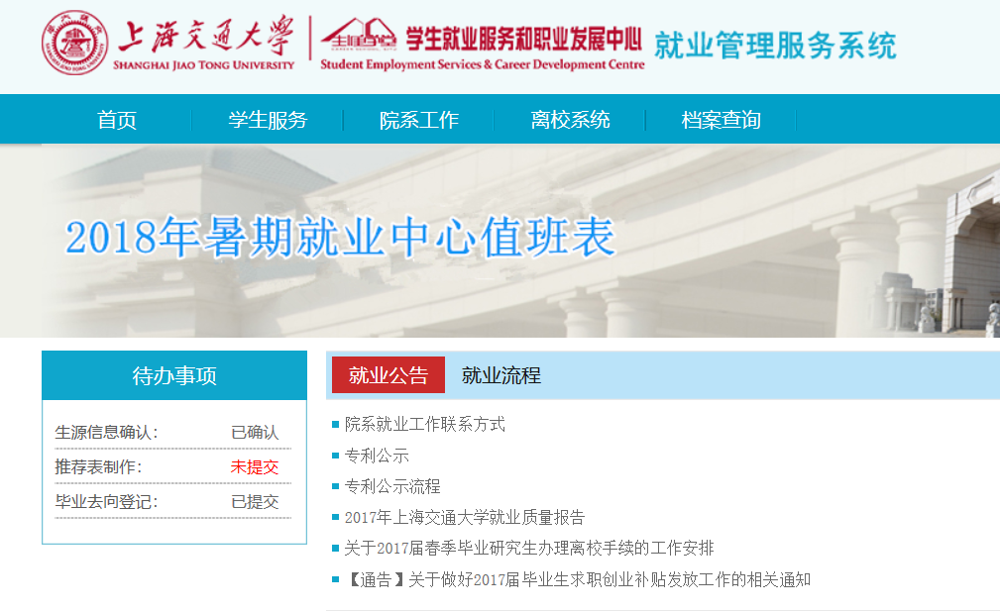 上海交通大学
SHANGHAI JIAO TONG UNIVERSITY
学生就业服务和职业发展中心
Student Employment Services & Career Development Centre
就业管理服务系统
首页 学生服务 院系工作 离校系统 档案查询
2018年暑期就业中心值班表
待办事项
生源信息确认: 已确认
推荐表制作: 未提交
毕业去向登记: 已提交
就业公告 就业流程
院系就业工作联系方式
专利公示
专利公示流程
2017年上海交通大学就业质量报告
关于2017届春季毕业研究生办理离校手续的工作安排
【通告】关于做好2017届毕业生求职创业补贴发放工作的相关通知